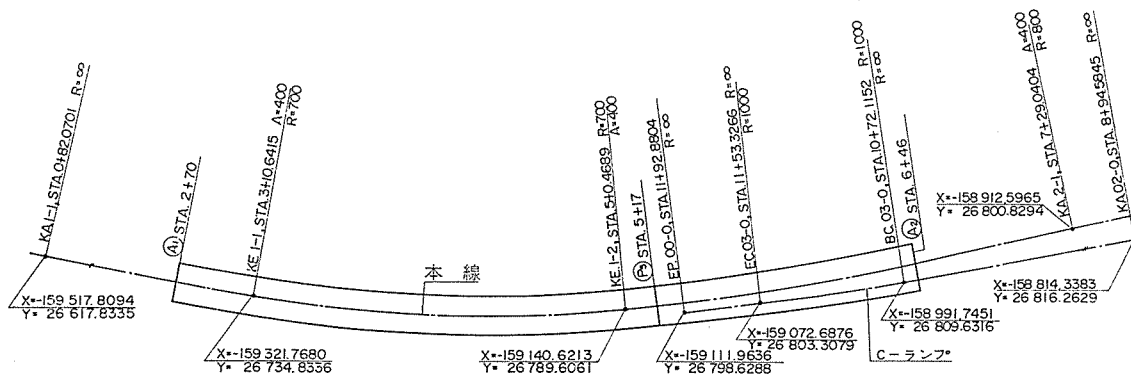 KA.1-1, STA.0+82.0701 R=∞
Ⓐ₁ STA. 2+70
KE 1-1, STA.3+10.6415 A=400
R=700
KE.1-2, STA.5+0.4689 R=700
A=400
Ⓟ₃ STA. 5+17
EP.00-0, STA.11+92.8804
R=∞
EC.03-0, STA.11+53.3266 R=∞
R=1000
BC.03-0, STA.10+72.1152 R=1000
R=∞
Ⓐ₂ STA. 6+46
KA.2-1, STA.7+29.0404 A=400
R=800
KA.02-0, STA.8+94.5845 R=∞
本線
X=-158 912.5965
Y= 26 800.8294
X=-159 517.8094
Y= 26 617.8335
X=-159 321.7680
Y= 26 734.8336
X=-159 140.6213
Y= 26 789.6061
X=-159 111.9636
Y= 26 798.6288
X=-159 072.6876
Y= 26 803.3079
X=-158 991.7451
Y= 26 809.6316
X=-158 814.3383
Y= 26 816.2629
C-ランプ